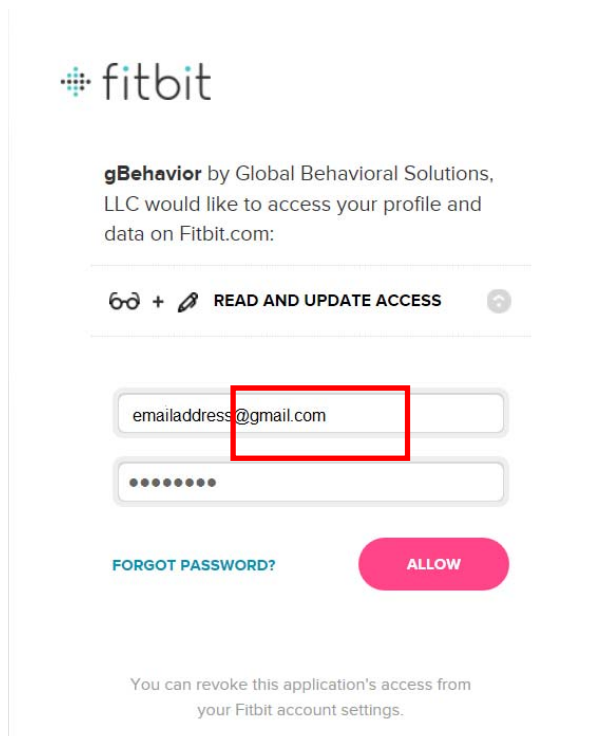 fitbit
gBehavior by Global Behavioral Solutions,
LLC would like to access your profile and
data on Fitbit.com:
+ READ AND UPDATE ACCESS
emailaddress@gmail.com
••••••••
FORGOT PASSWORD?
ALLOW
You can revoke this application's access from
your Fitbit account settings.